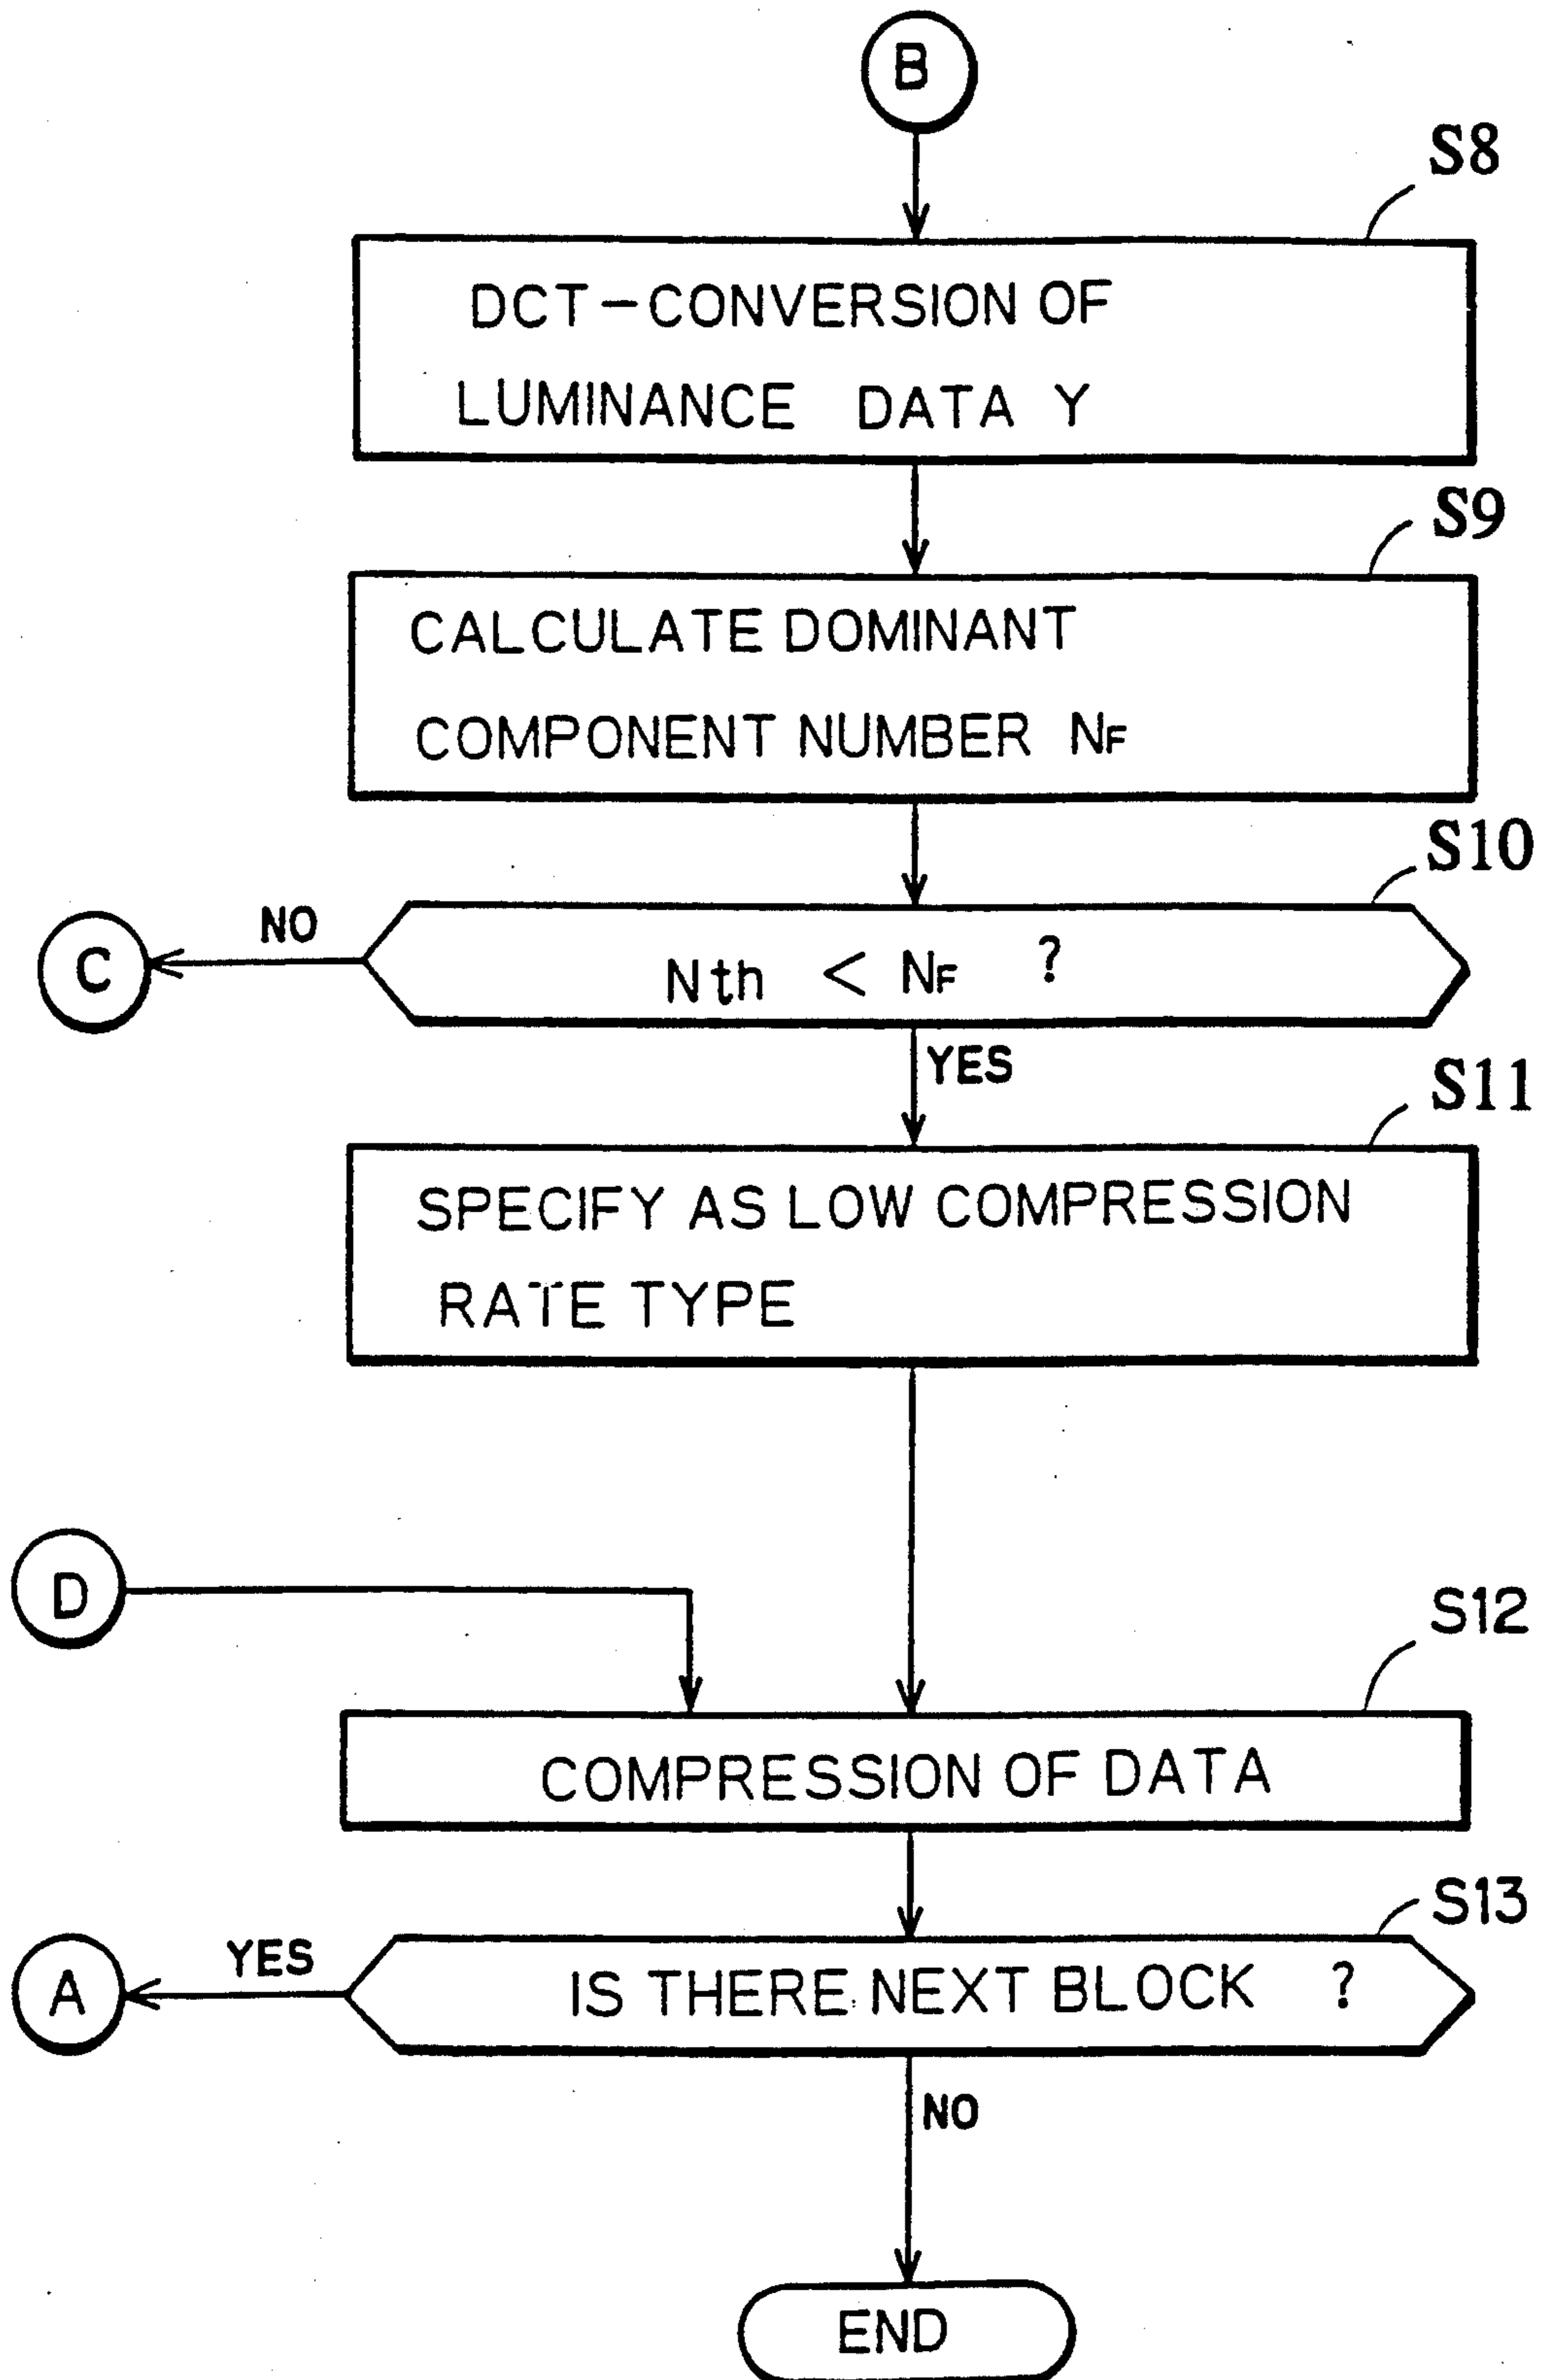 B
S8
DCT-CONVERSION OF
LUMINANCE DATA Y
S9
CALCULATE DOMINANT
COMPONENT NUMBER NF
S10
NO
C
Nth < NF ?
YES
S11
SPECIFY AS LOW COMPRESSION
RATE TYPE
D
S12
COMPRESSION OF DATA
S13
YES
A
IS THERE NEXT BLOCK ?
NO
END